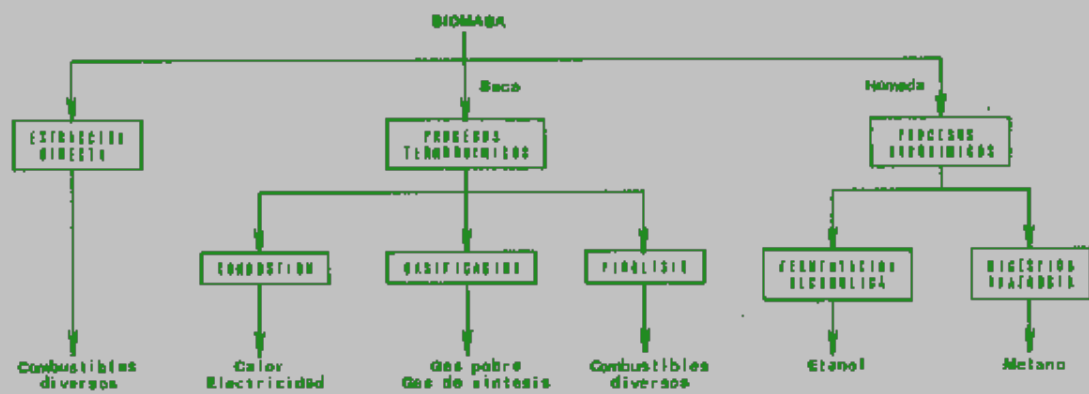 BIOMASA
Seca
Húmeda
EXTRACCION
DIRECTA
PROCESOS
TERMOQUIMICOS
PROCESOS
BIOQUIMICOS
COMBUSTION
GASIFICACION
PIROLISIS
FERMENTACION
ALCOHOLICA
DIGESTION
ANAEROBIA
Combustibles
diversos
Calor
Electricidad
Gas pobre
Gas de síntesis
Combustibles
diversos
Etanol
Metano